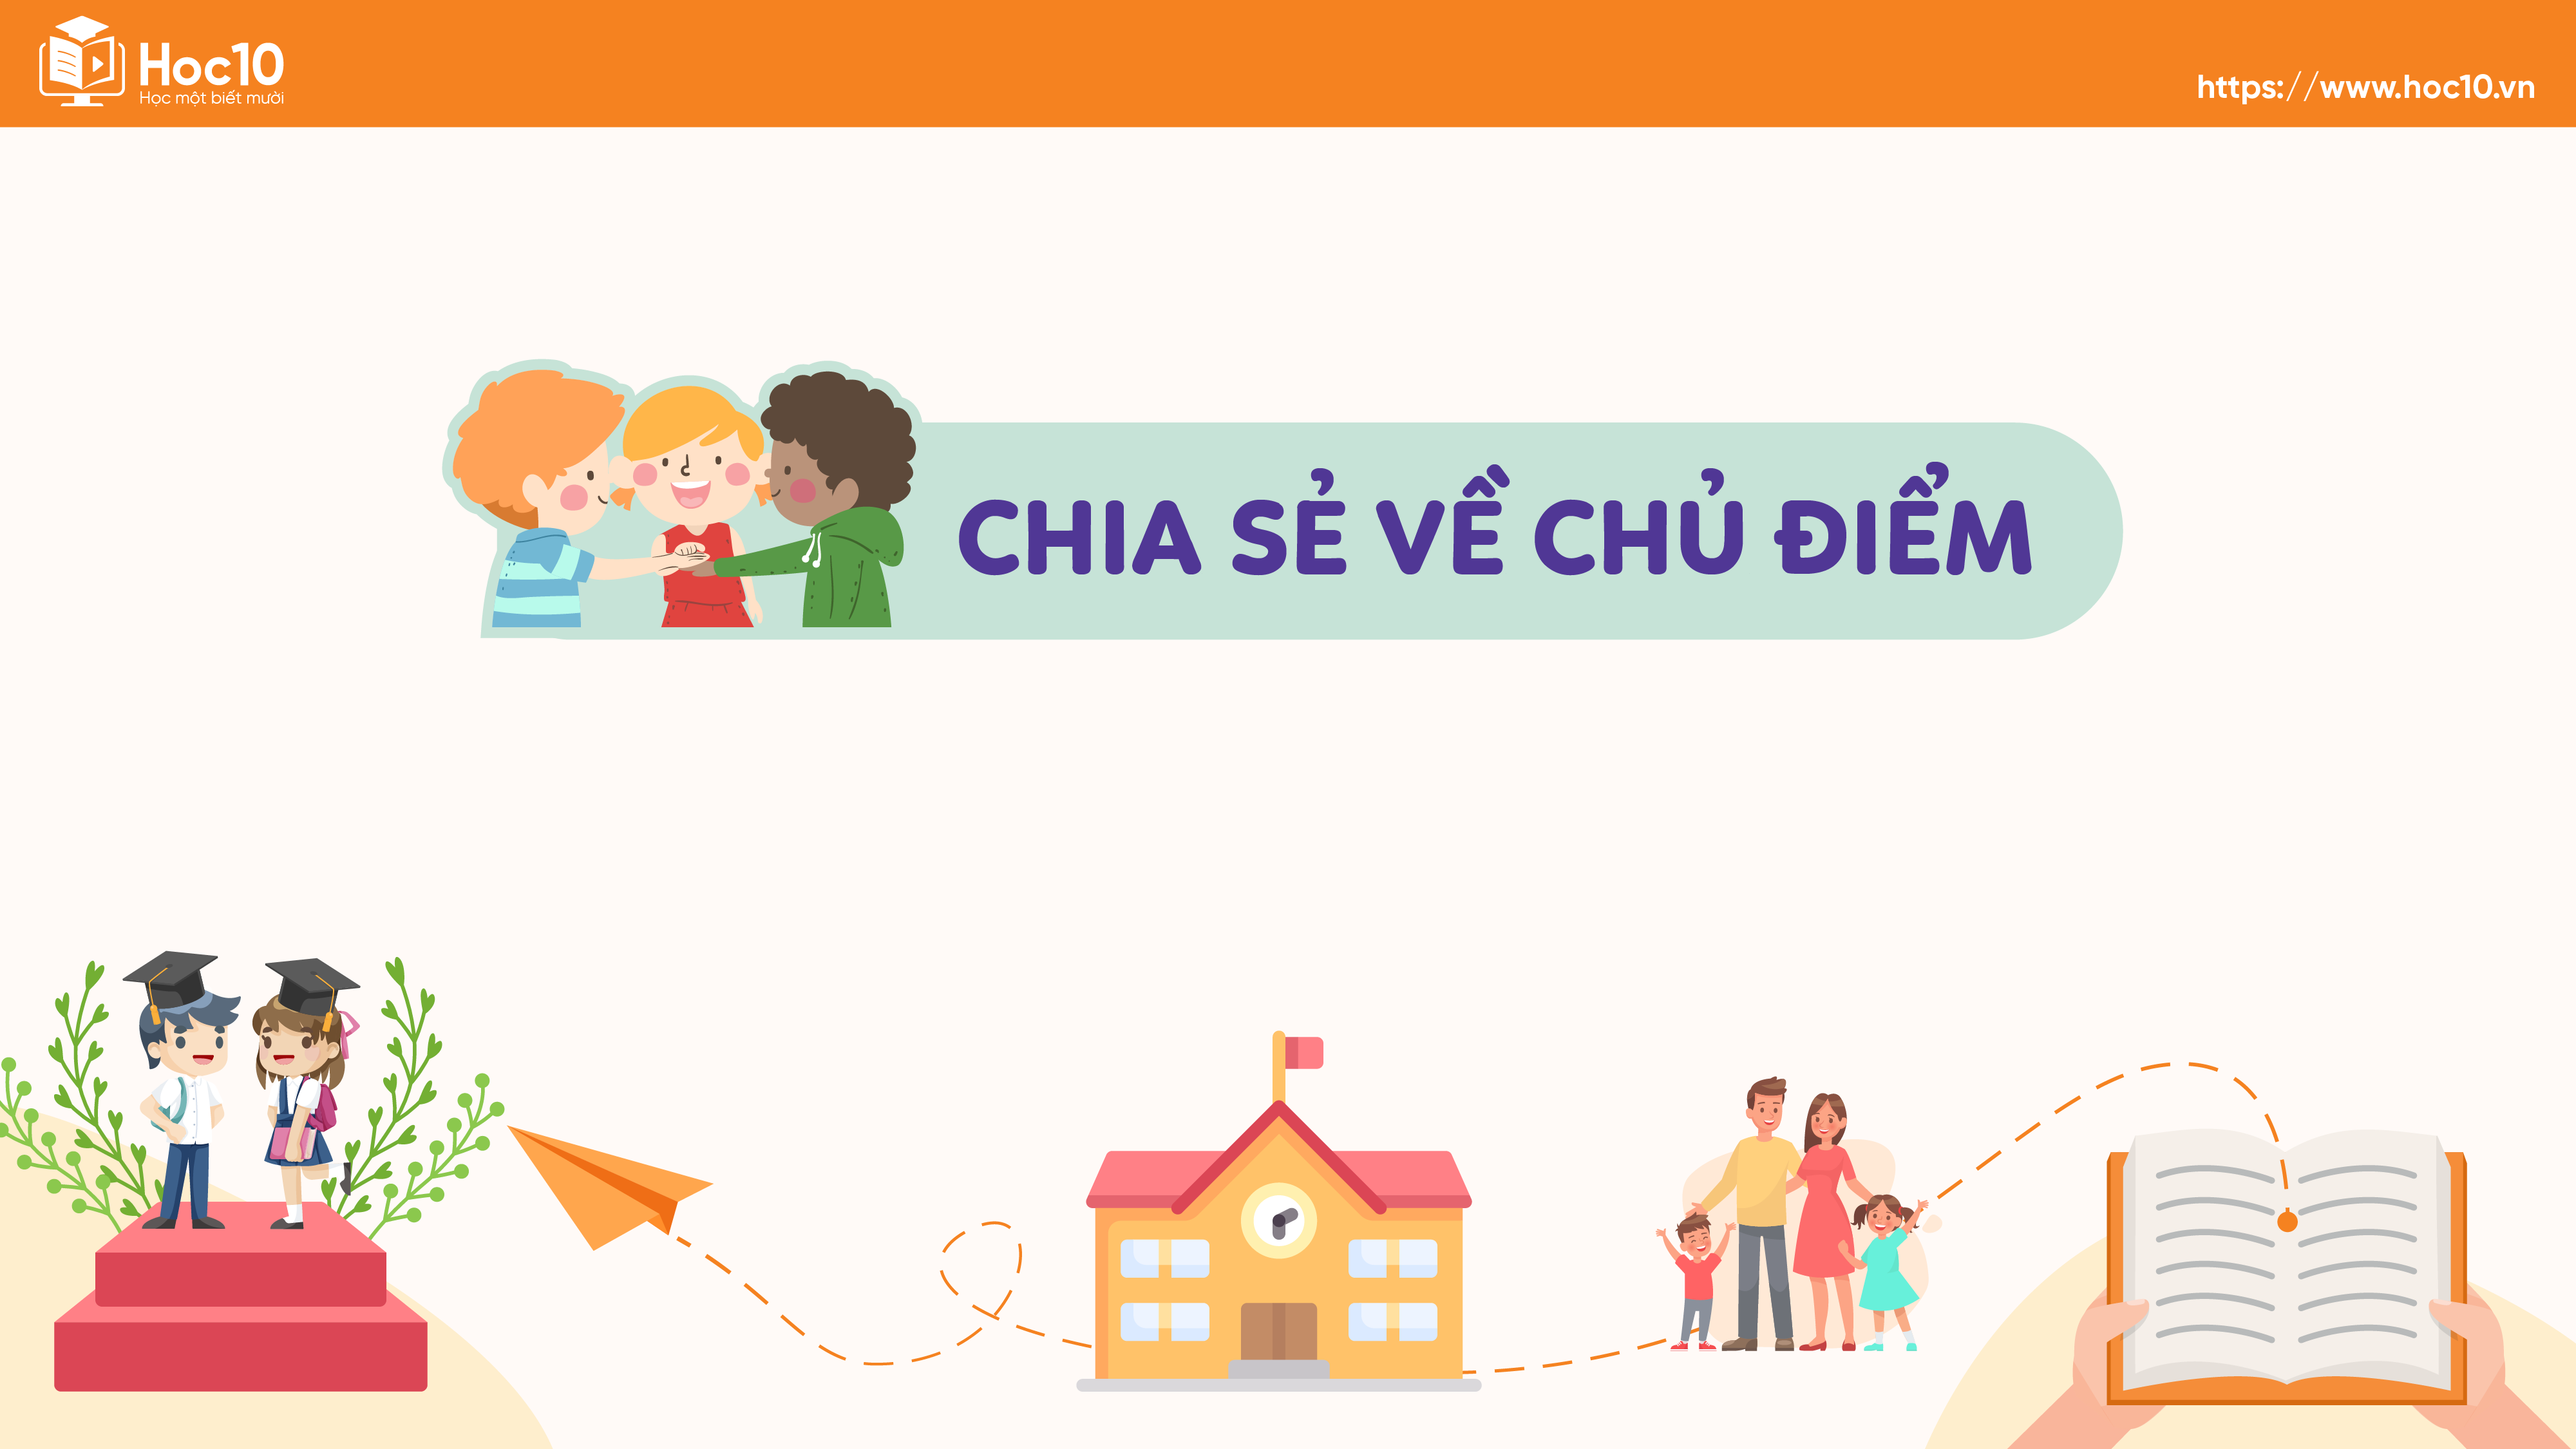 Hoc10
Học một biết mười
https://www.hoc10.vn
CHIA SẺ VỀ CHỦ ĐIỂM